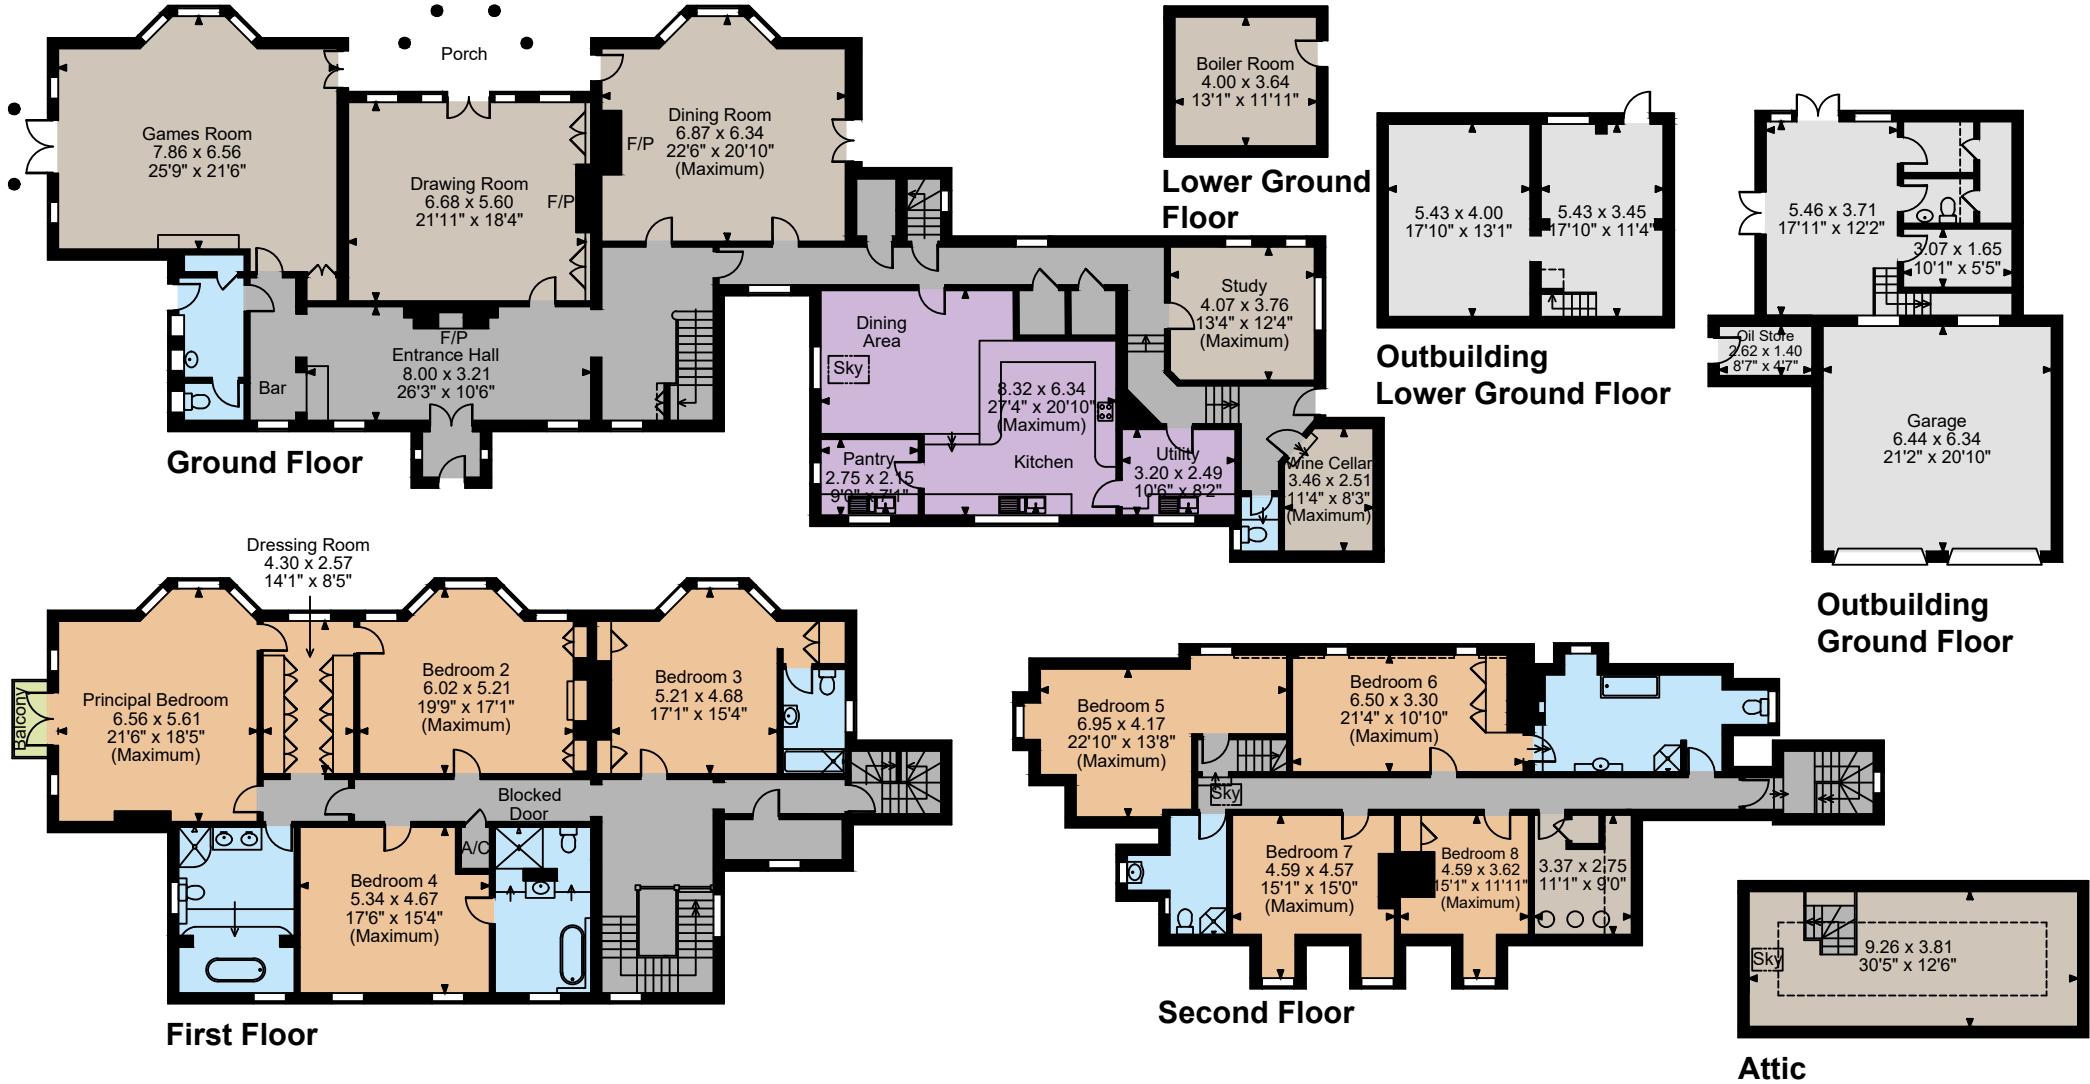 Porch
Games Room
7.86 x 6.56
25'9" x 21'6"
Drawing Room
6.68 x 5.60
21'11" x 18'4"
F/P
Dining Room
6.87 x 6.34
22'6" x 20'10"
(Maximum)
F/P
F/P
Entrance Hall
8.00 x 3.21
26'3" x 10'6"
Bar
Ground Floor
Dining
Area
Sky
8.32 x 6.34
27'4" x 20'10"
(Maximum)
Kitchen
Pantry
2.75 x 2.15
9'0" x 7'1"
Utility
3.20 x 2.49
10'6" x 8'2"
Study
4.07 x 3.76
13'4" x 12'4"
(Maximum)
Wine Cellar
3.46 x 2.51
11'4" x 8'3"
(Maximum)
Boiler Room
4.00 x 3.64
13'1" x 11'11"
Lower Ground
Floor
5.43 x 4.00
17'10" x 13'1"
5.43 x 3.45
17'10" x 11'4"
Outbuilding
Lower Ground Floor
5.46 x 3.71
17'11" x 12'2"
3.07 x 1.65
10'1" x 5'5"
Oil Store
2.62 x 1.40
8'7" x 4'7"
Garage
6.44 x 6.34
21'2" x 20'10"
Outbuilding
Ground Floor
Dressing Room
4.30 x 2.57
14'1" x 8'5"
Balcony
Principal Bedroom
6.56 x 5.61
21'6" x 18'5"
(Maximum)
Bedroom 2
6.02 x 5.21
19'9" x 17'1"
(Maximum)
Bedroom 3
5.21 x 4.68
17'1" x 15'4"
Blocked
Door
A/C
Bedroom 4
5.34 x 4.67
17'6" x 15'4"
(Maximum)
First Floor
Bedroom 5
6.95 x 4.17
22'10" x 13'8"
(Maximum)
Bedroom 6
6.50 x 3.30
21'4" x 10'10"
(Maximum)
Sky
Bedroom 7
4.59 x 4.57
15'1" x 15'0"
(Maximum)
Bedroom 8
4.59 x 3.62
15'1" x 11'11"
(Maximum)
3.37 x 2.75
11'1" x 9'0"
Second Floor
Sky
9.26 x 3.81
30'5" x 12'6"
Attic